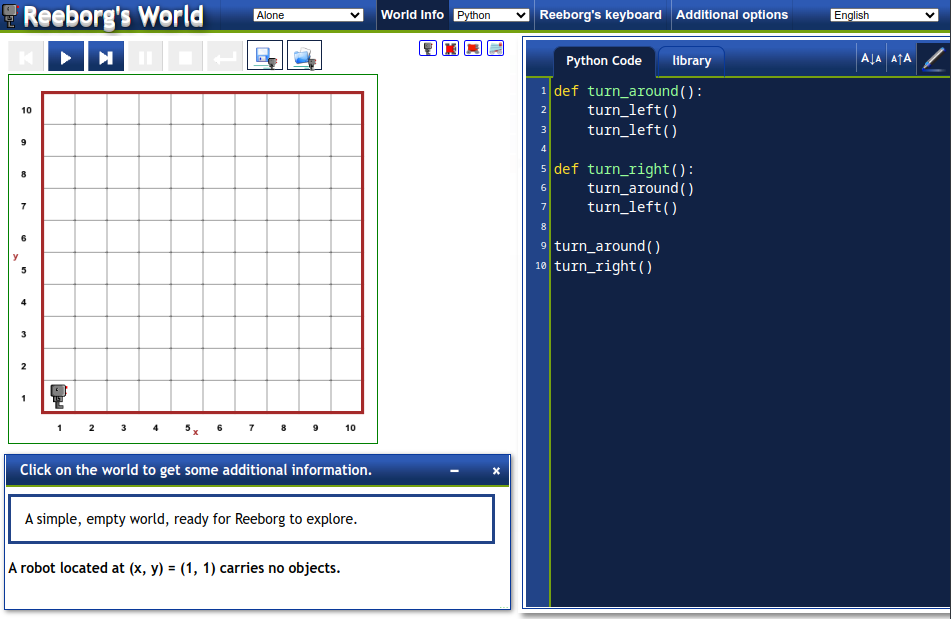 Reeborg's World
Alone
World Info
Python
Reeborg's keyboard
Additional options
English
10
9
8
7
6
y
5
4
3
2
1
1 2 3 4 5 x 6 7 8 9 10
Click on the world to get some additional information.
A simple, empty world, ready for Reeborg to explore.
A robot located at (x, y) = (1, 1) carries no objects.
Python Code
library
A↓A
A↑A
1 def turn_around():
2     turn_left()
3     turn_left()
4
5 def turn_right():
6     turn_around()
7     turn_left()
8
9 turn_around()
10 turn_right()